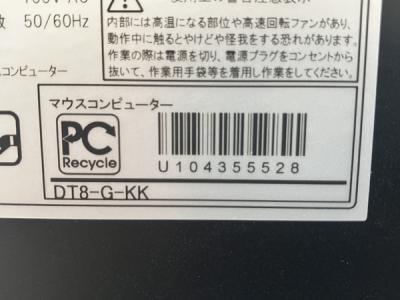 50/60Hz
内部には高温になる部位や高速回転ファンがあり、
動作中に触るとやけどや怪我をする恐れがあります。
作業の際は電源を切り、電源プラグをコンセントから
抜いて、作業用手袋等を着用し作業をしてください。
スコンピューター
マウスコンピューター
PC
Recycle
U104355528
DT8-G-KK